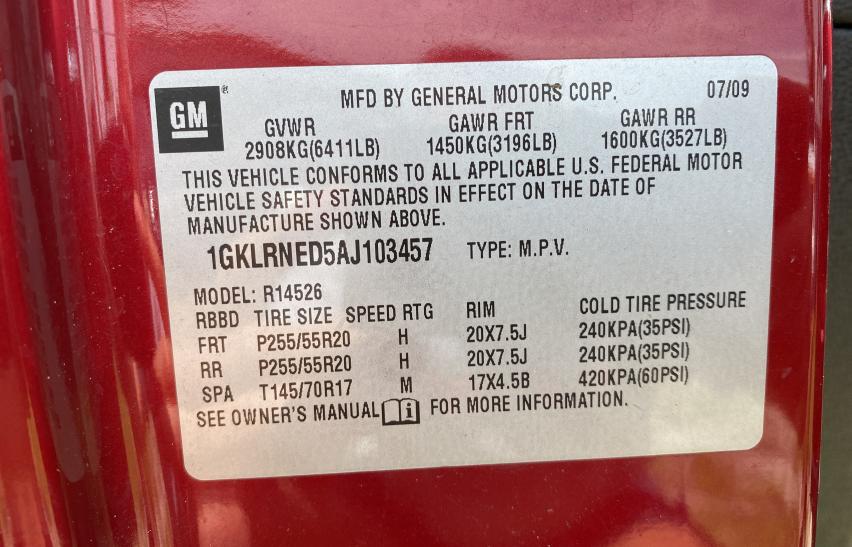 GM ® MFD BY GENERAL MOTORS CORP. 07/09
GVWR GAWR FRT GAWR RR
2908KG(6411LB) 1450KG(3196LB) 1600KG(3527LB)
THIS VEHICLE CONFORMS TO ALL APPLICABLE U.S. FEDERAL MOTOR
VEHICLE SAFETY STANDARDS IN EFFECT ON THE DATE OF
MANUFACTURE SHOWN ABOVE.
1GKLRNED5AJ103457 TYPE: M.P.V.
MODEL: R14526
RBBD TIRE SIZE SPEED RTG RIM COLD TIRE PRESSURE
FRT P255/55R20 H 20X7.5J 240KPA(35PSI)
RR P255/55R20 H 20X7.5J 240KPA(35PSI)
SPA T145/70R17 M 17X4.5B 420KPA(60PSI)
SEE OWNER'S MANUAL i FOR MORE INFORMATION.